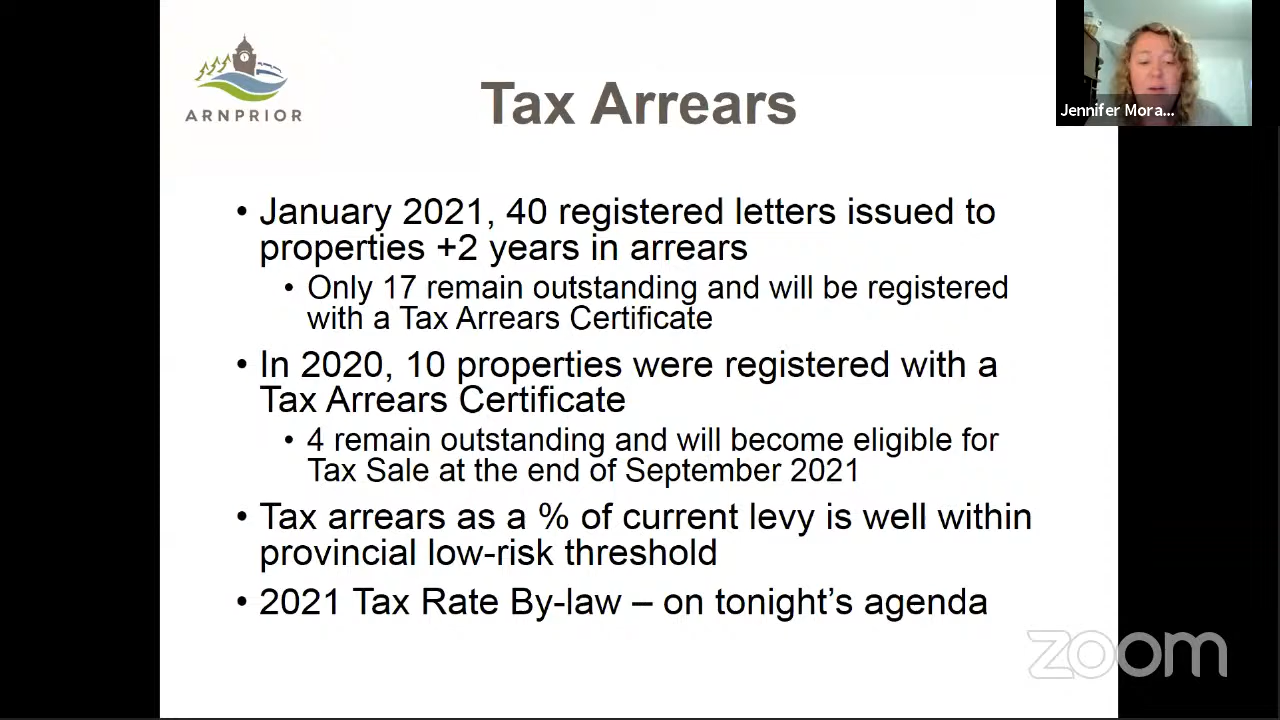 ARNPRIOR
Tax Arrears
Jennifer Mora...
• January 2021, 40 registered letters issued to
properties +2 years in arrears
• Only 17 remain outstanding and will be registered
with a Tax Arrears Certificate
• In 2020, 10 properties were registered with a
Tax Arrears Certificate
• 4 remain outstanding and will become eligible for
Tax Sale at the end of September 2021
• Tax arrears as a % of current levy is well within
provincial low-risk threshold
• 2021 Tax Rate By-law – on tonight's agenda
zoom